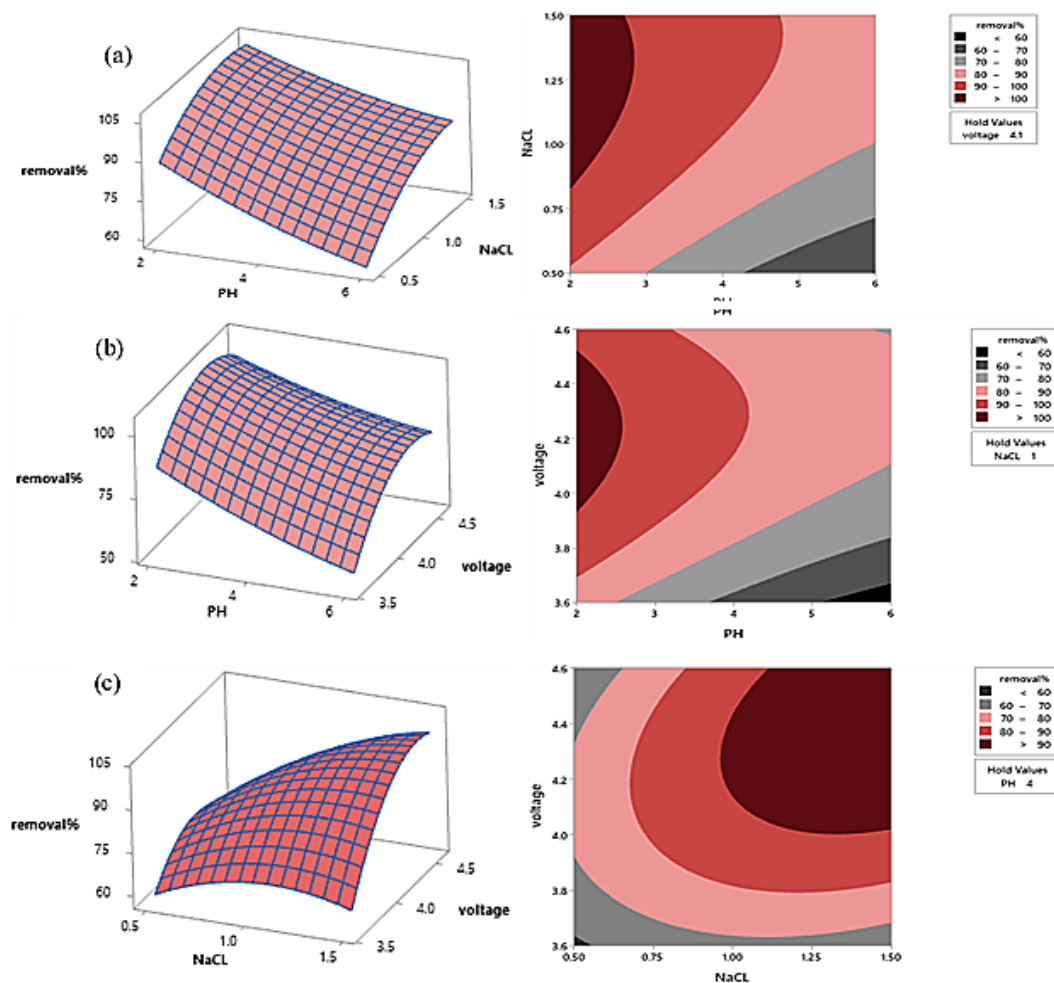 (a)
105
90
removal%
75
60
2
4
PH
6
0.5
1.0
NaCL
1.5
1.50
1.25
NaCL
1.00
0.75
0.50
2
3
4
5
6
PH
removal%
< 60
60 – 70
70 – 80
80 – 90
90 – 100
> 100
Hold Values
voltage 4.1
(b)
100
removal%
75
50
2
4
PH
6
3.5
4.0
voltage
4.5
4.6
4.4
voltage
4.2
4.0
3.8
3.6
2
3
4
5
6
PH
removal%
< 60
60 – 70
70 – 80
80 – 90
90 – 100
> 100
Hold Values
NaCL 1
(c)
105
90
removal%
75
60
0.5
1.0
NaCL
1.5
3.5
4.0
voltage
4.5
4.6
4.4
voltage
4.2
4.0
3.8
3.6
0.50
0.75
1.00
1.25
1.50
NaCL
removal%
< 60
60 – 70
70 – 80
80 – 90
> 90
Hold Values
PH 4